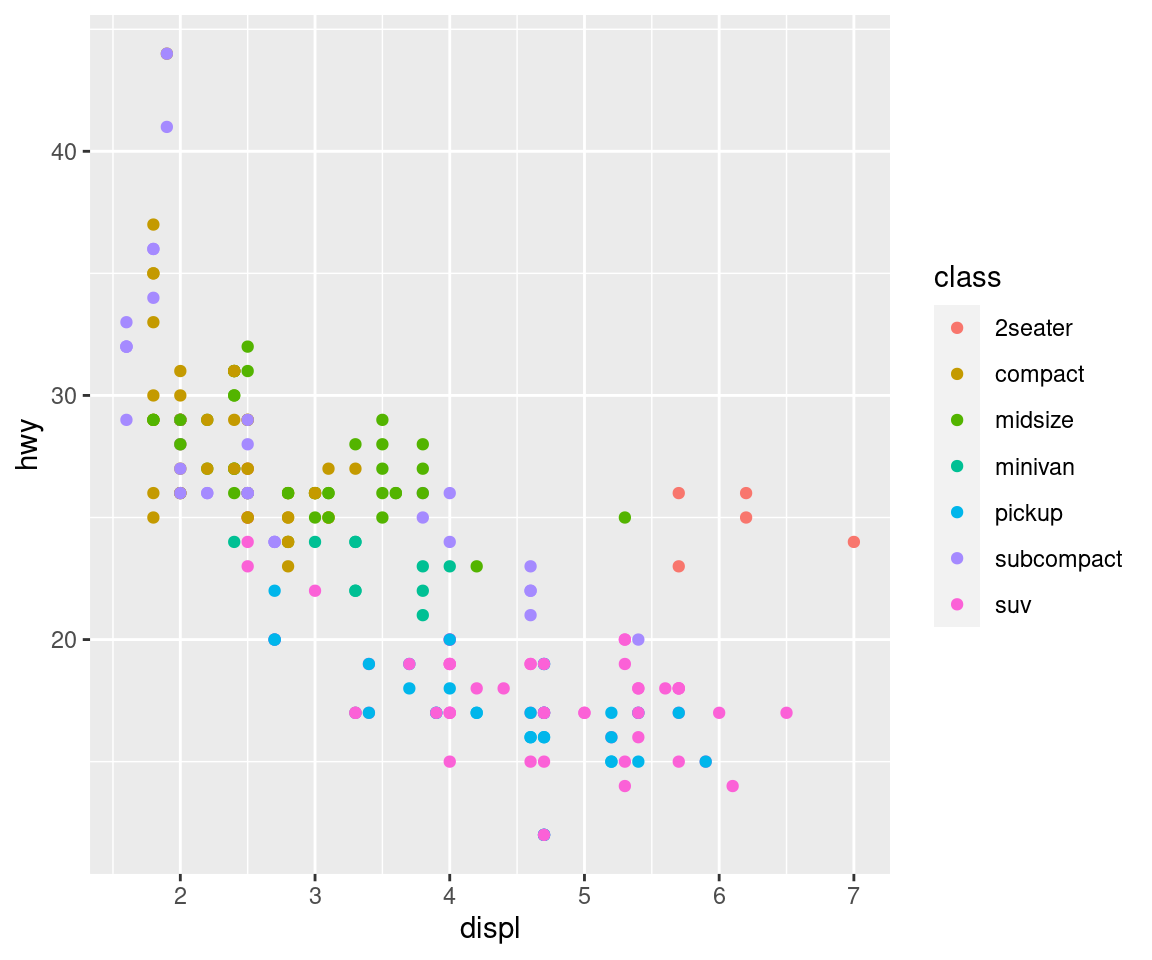 40
30
20
hwy
2 3 4 5 6 7
displ
class
2seater
compact
midsize
minivan
pickup
subcompact
suv